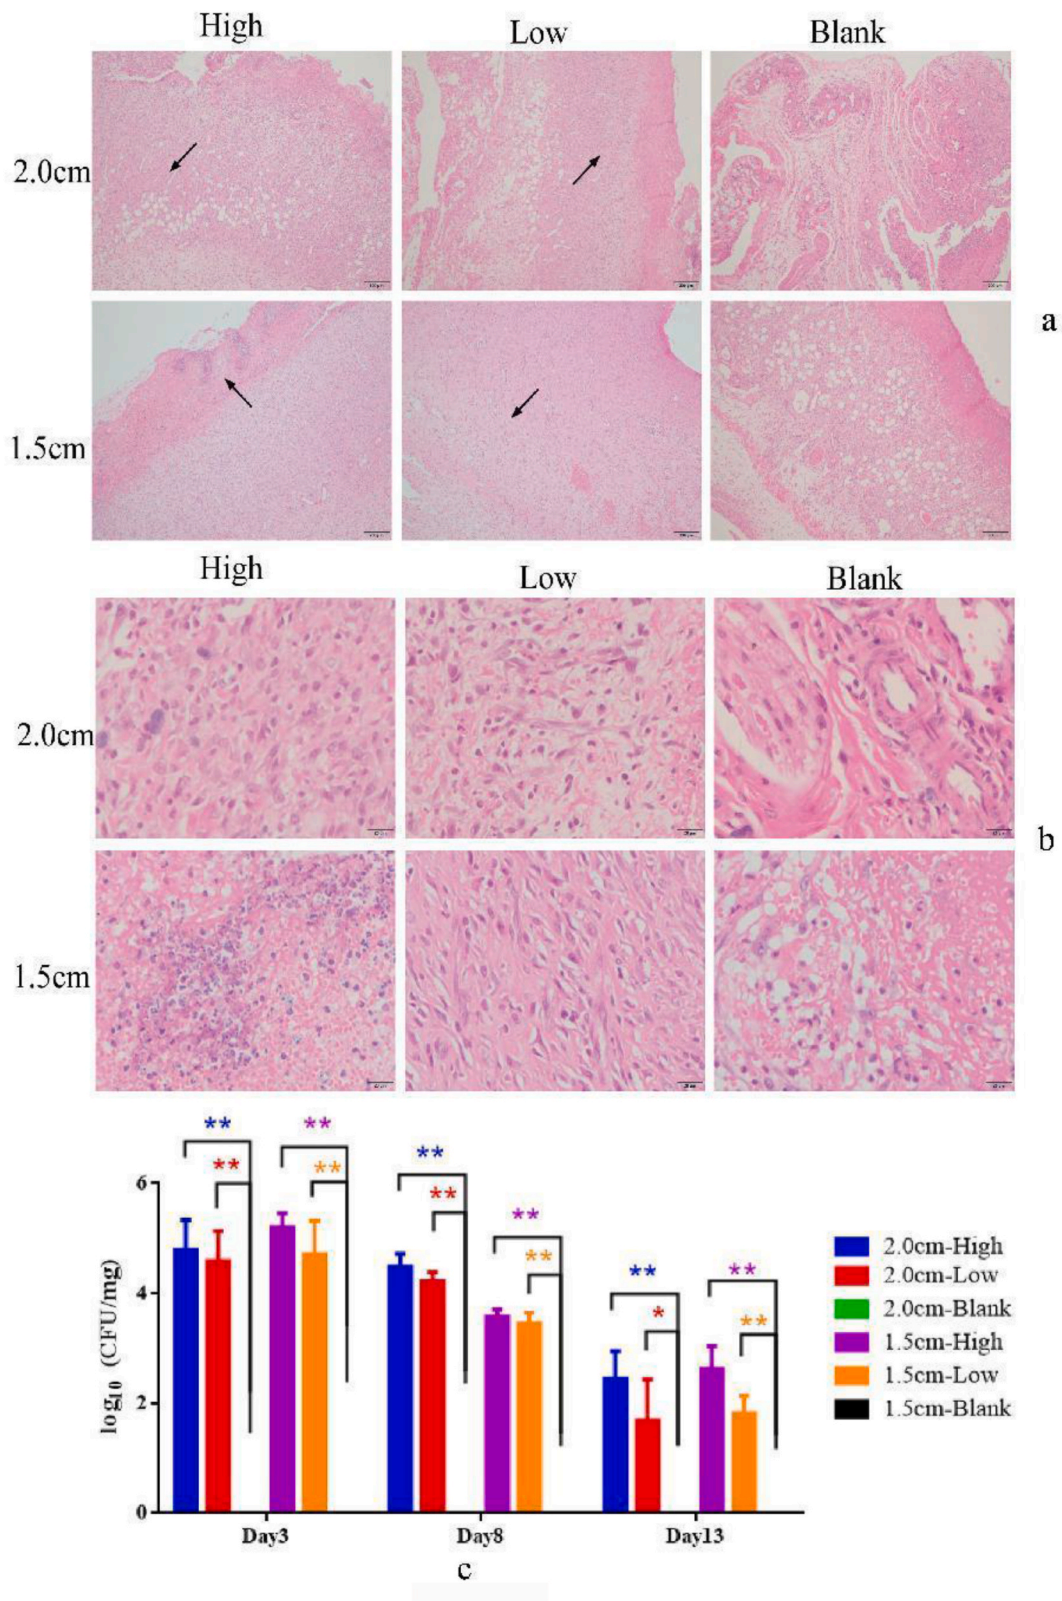 High Low Blank
2.0cm
a
1.5cm
High Low Blank
2.0cm
b
1.5cm
** ** ** ** ** ** ** ** ** * ** **
6
4
2
0
log10 (CFU/mg)
Day3 Day8 Day13
2.0cm-High
2.0cm-Low
2.0cm-Blank
1.5cm-High
1.5cm-Low
1.5cm-Blank
c